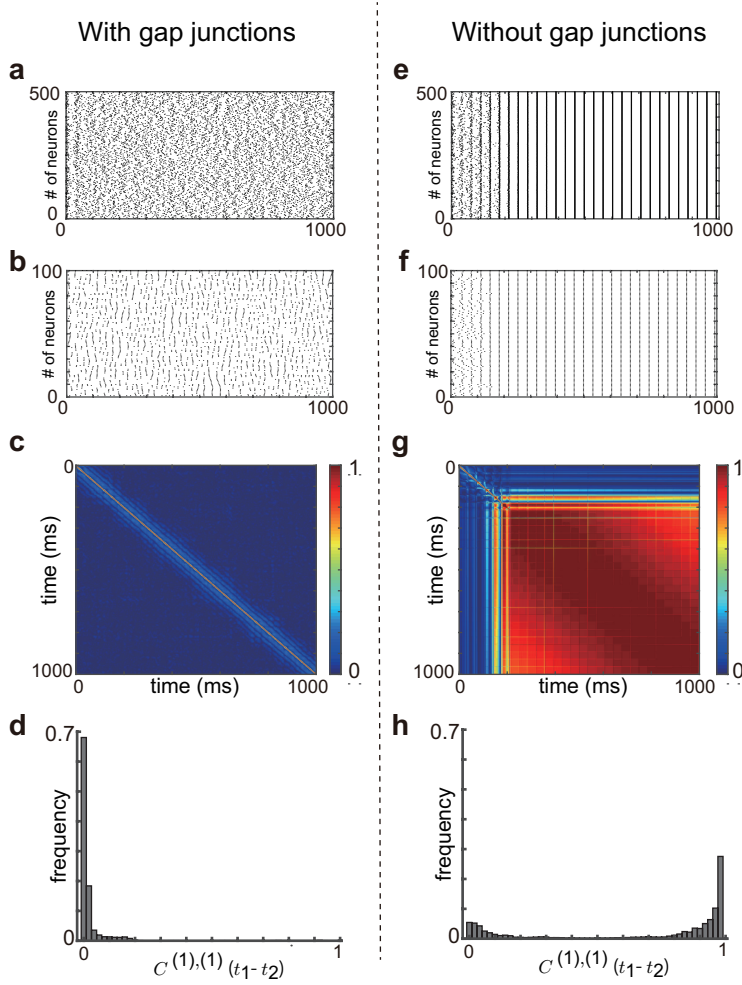 With gap junctions
Without gap junctions
a
500
# of neurons
0
0
1000
b
100
# of neurons
0
0
1000
c
0
time (ms)
1000
0
time (ms)
1000
1
0
d
0.7
frequency
0
0
1
C (1),(1) (t1- t2)
e
500
# of neurons
0
0
1000
f
100
# of neurons
0
0
1000
g
0
time (ms)
1000
0
time (ms)
1000
1
0
h
0.7
frequency
0
0
1
C (1),(1) (t1- t2)